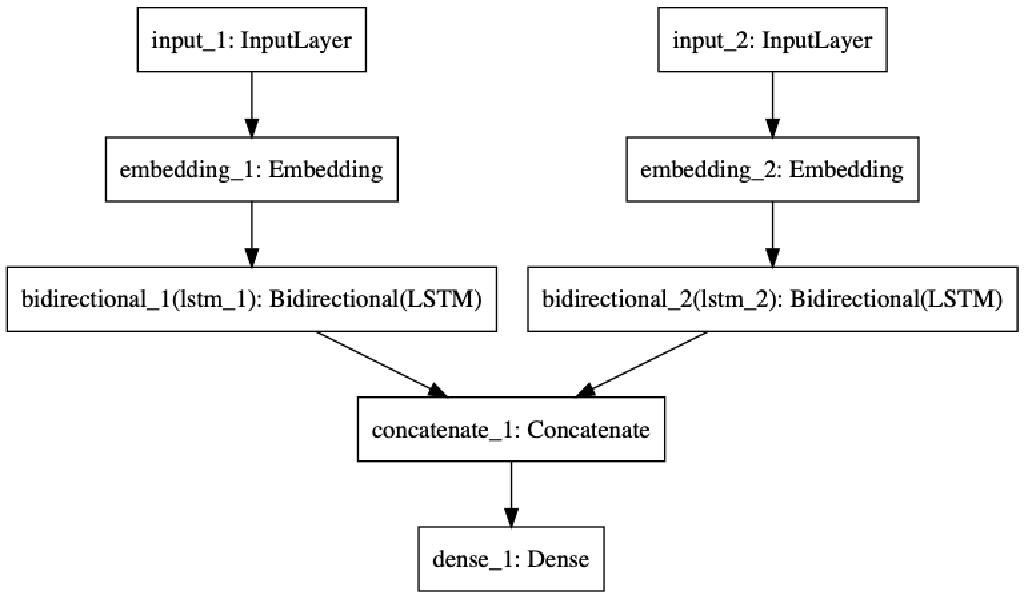 input_1: InputLayer
input_2: InputLayer
embedding_1: Embedding
embedding_2: Embedding
bidirectional_1(lstm_1): Bidirectional(LSTM)
bidirectional_2(lstm_2): Bidirectional(LSTM)
concatenate_1: Concatenate
dense_1: Dense